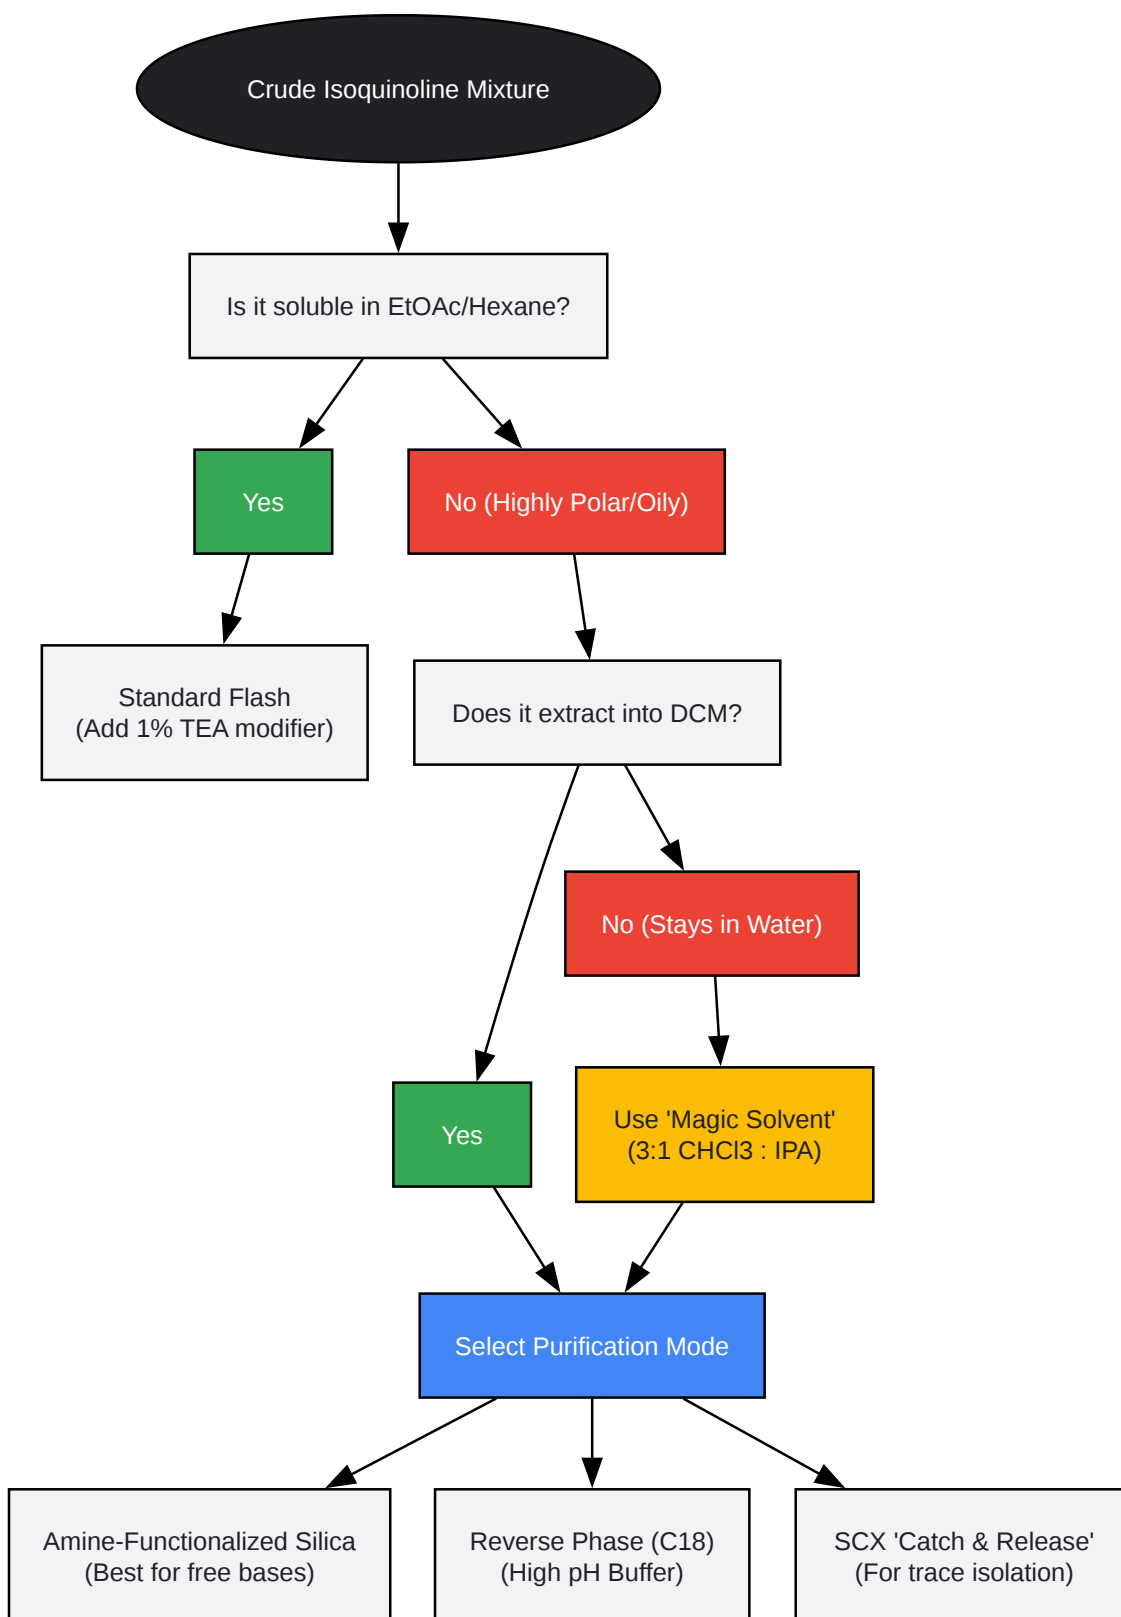 Crude Isoquinoline Mixture
Is it soluble in EtOAc/Hexane?
Yes
No (Highly Polar/Oily)
Standard Flash
(Add 1% TEA modifier)
Does it extract into DCM?
No (Stays in Water)
Yes
Use 'Magic Solvent'
(3:1 CHCl3 : IPA)
Select Purification Mode
Amine-Functionalized Silica
(Best for free bases)
Reverse Phase (C18)
(High pH Buffer)
SCX 'Catch & Release'
(For trace isolation)